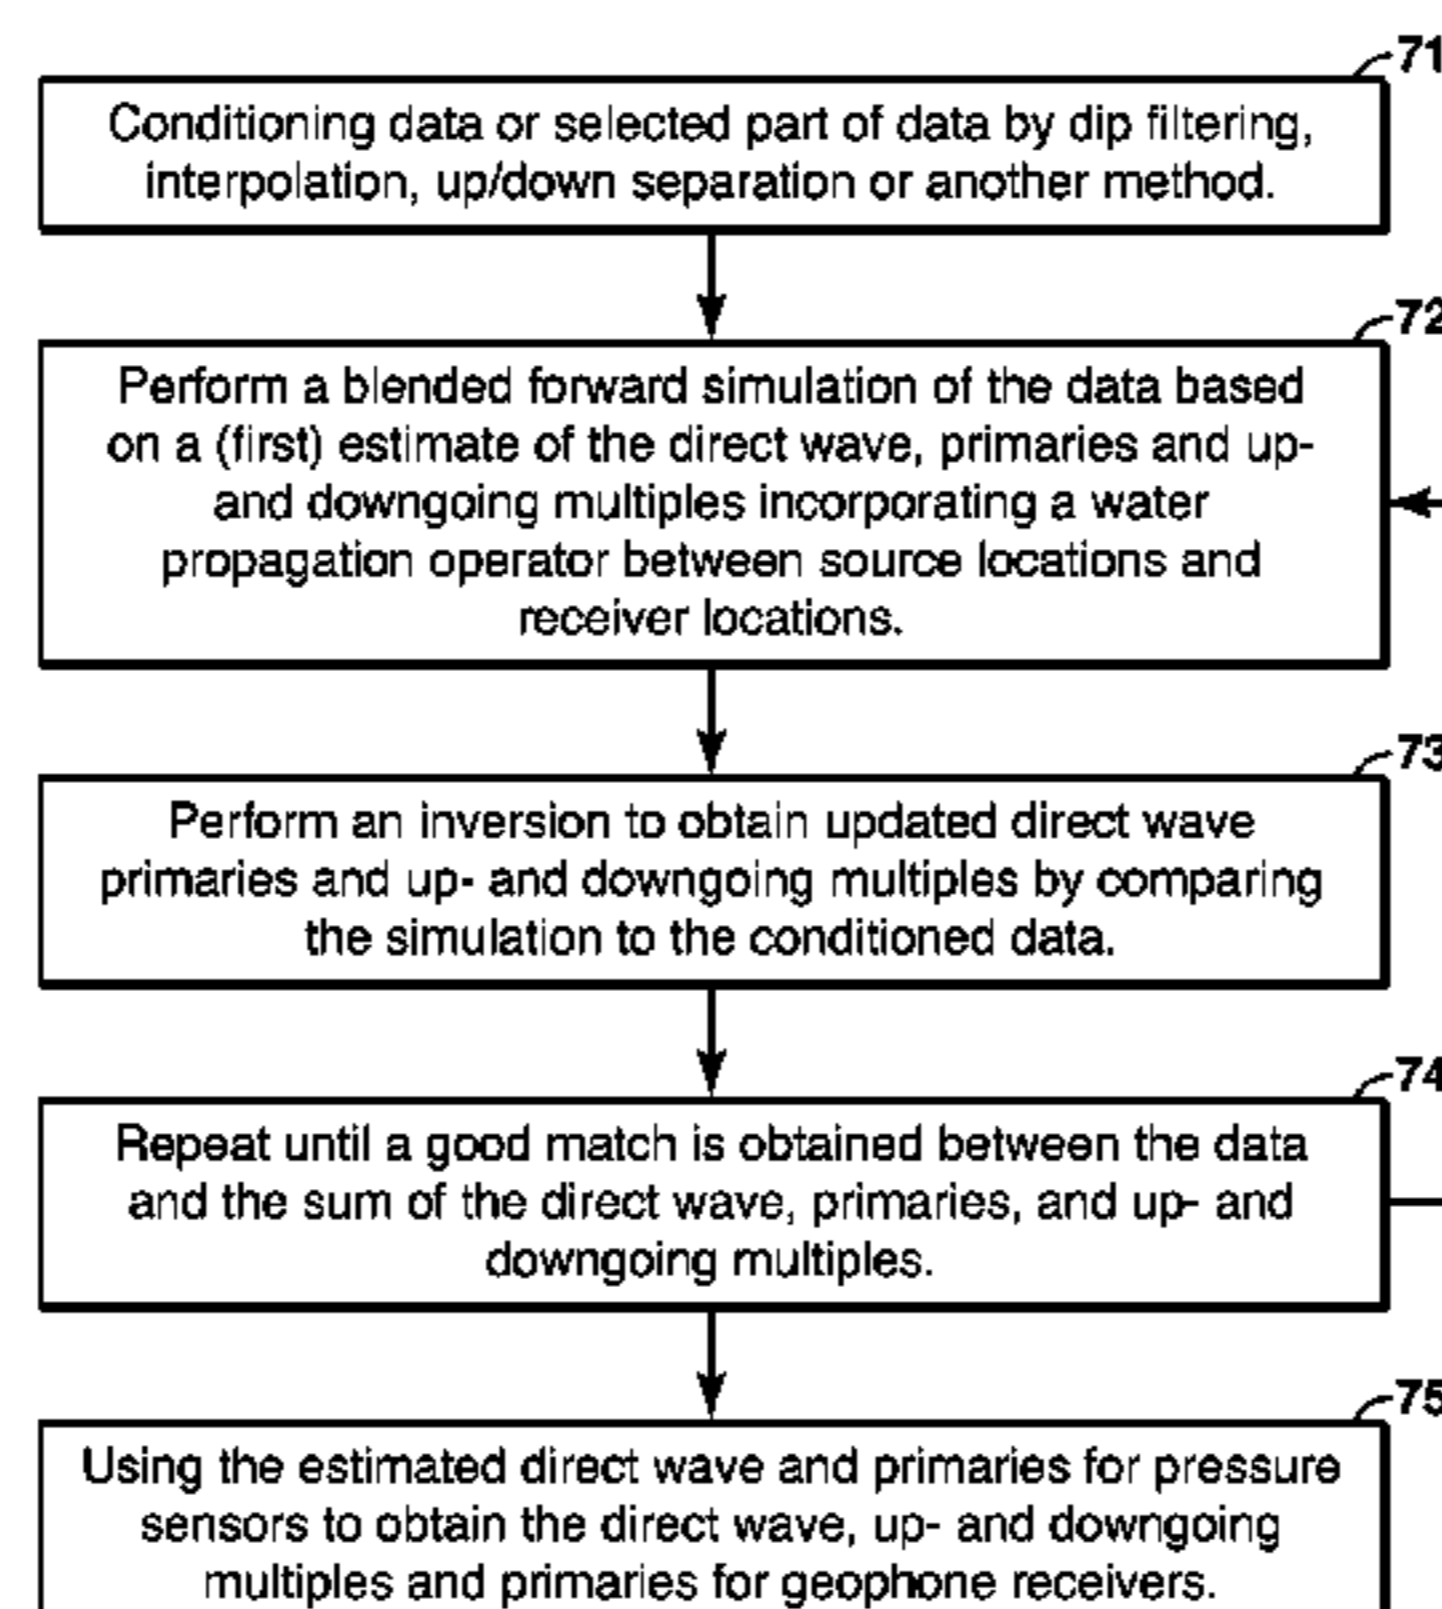 71
Conditioning data or selected part of data by dip filtering,
interpolation, up/down separation or another method.
72
Perform a blended forward simulation of the data based
on a (first) estimate of the direct wave, primaries and up-
and downgoing multiples incorporating a water
propagation operator between source locations and
receiver locations.
73
Perform an inversion to obtain updated direct wave
primaries and up- and downgoing multiples by comparing
the simulation to the conditioned data.
74
Repeat until a good match is obtained between the data
and the sum of the direct wave, primaries, and up- and
downgoing multiples.
75
Using the estimated direct wave and primaries for pressure
sensors to obtain the direct wave, up- and downgoing
multiples and primaries for geophone receivers.